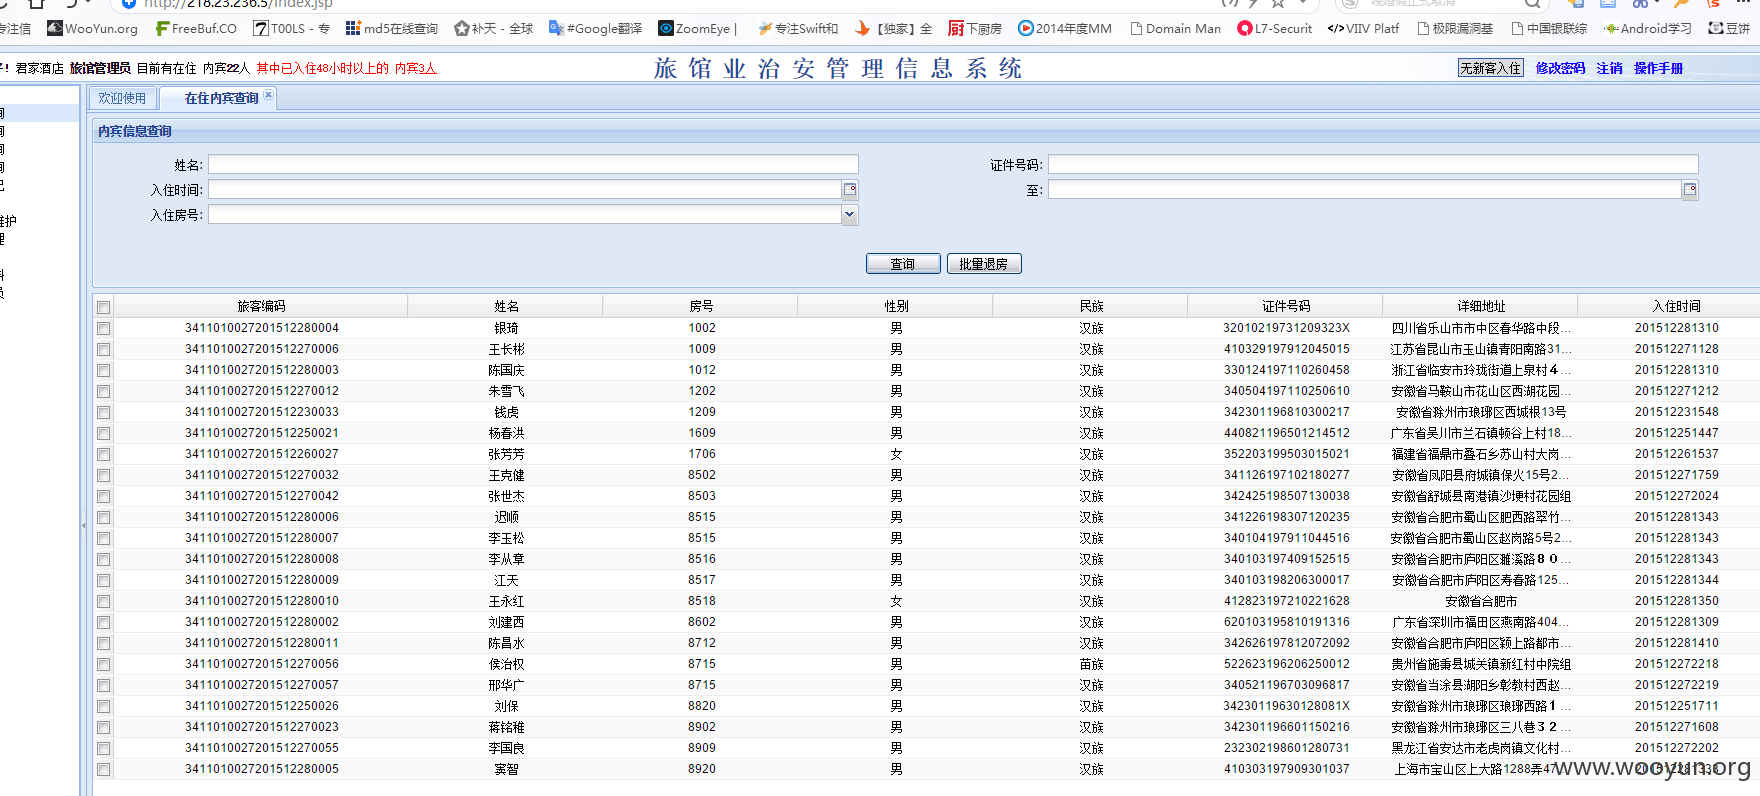 http://218.23.236.5/index.jsp
专注信 WooYun.org FreeBuf.CO T00LS - 专 md5在线查询 补天 - 全球 #Google翻译 ZoomEye | 专注Swift和 【独家】全 下厨房 2014年度MM Domain Man L7-Securit VIIV Platf 极限漏洞基 中国银联综 Android学习 豆饼
! 君家酒店 旅馆管理员 目前有在住 内宾22人 其中已入住48小时以上的 内宾3人 旅馆业治安管理信息系统 无新客入住 修改密码 注销 操作手册
欢迎使用 在住内宾查询
内宾信息查询
姓名: 证件号码:
入住时间: 至:
入住房号:
查询 批量退房
旅客编码 姓名 房号 性别 民族 证件号码 详细地址 入住时间
3411010027201512280004 银琦 1002 男 汉族 32010219731209323X 四川省乐山市市中区春华路中段... 201512281310
3411010027201512270006 王长彬 1009 男 汉族 410329197912045015 江苏省昆山市玉山镇青阳南路31... 201512271128
3411010027201512280003 陈国庆 1012 男 汉族 330124197110260458 浙江省临安市玲珑街道上泉村４... 201512281310
3411010027201512270012 朱雪飞 1202 男 汉族 340504197110250610 安徽省马鞍山市花山区西湖花园... 201512271212
3411010027201512230033 钱虎 1209 男 汉族 342301196810300217 安徽省滁州市琅琊区西城根13号 201512231548
3411010027201512250021 杨春洪 1609 男 汉族 440821196501214512 广东省吴川市兰石镇顿谷上村18... 201512251447
3411010027201512260027 张芳芳 1706 女 汉族 352203199503015021 福建省福鼎市叠石乡苏山村大岗... 201512261537
3411010027201512270032 王克健 8502 男 汉族 341126197102180277 安徽省凤阳县府城镇保火15号2... 201512271759
3411010027201512270042 张世杰 8503 男 汉族 342425198507130038 安徽省舒城县南港镇沙埂村花园组 201512272024
3411010027201512280006 迟顺 8515 男 汉族 341226198307120235 安徽省合肥市蜀山区肥西路翠竹... 201512281343
3411010027201512280007 李玉松 8515 男 汉族 340104197911044516 安徽省合肥市蜀山区赵岗路5号2... 201512281343
3411010027201512280008 李从章 8516 男 汉族 340103197409152515 安徽省合肥市庐阳区濉溪路８０... 201512281343
3411010027201512280009 江天 8517 男 汉族 340103198206300017 安徽省合肥市庐阳区寿春路125... 201512281344
3411010027201512280010 王永红 8518 女 汉族 412823197210221628 安徽省合肥市 201512281350
3411010027201512280002 刘建西 8602 男 汉族 620103195810191316 广东省深圳市福田区燕南路404... 201512281309
3411010027201512280011 陈昌水 8712 男 汉族 342626197812072092 安徽省合肥市庐阳区颍上路都市... 201512281410
3411010027201512270056 侯治权 8715 男 苗族 522623196206250012 贵州省施秉县城关镇新红村中院组 201512272218
3411010027201512270057 邢华广 8715 男 汉族 340521196703096817 安徽省当涂县湖阳乡彰教村西赵... 201512272219
3411010027201512250026 刘保 8820 男 汉族 34230119630128081X 安徽省滁州市琅琊区琅琊西路１... 201512251711
3411010027201512270023 蒋铭稚 8902 男 汉族 342301196601150216 安徽省滁州市琅琊区三八巷３２... 201512271608
3411010027201512270055 李国良 8909 男 汉族 232302198601280731 黑龙江省安达市老虎岗镇文化村... 201512272202
3411010027201512280005 窦智 8920 男 汉族 410303197909301037 上海市宝山区上大路1288弄47... 201512281333
www.wooyun.org